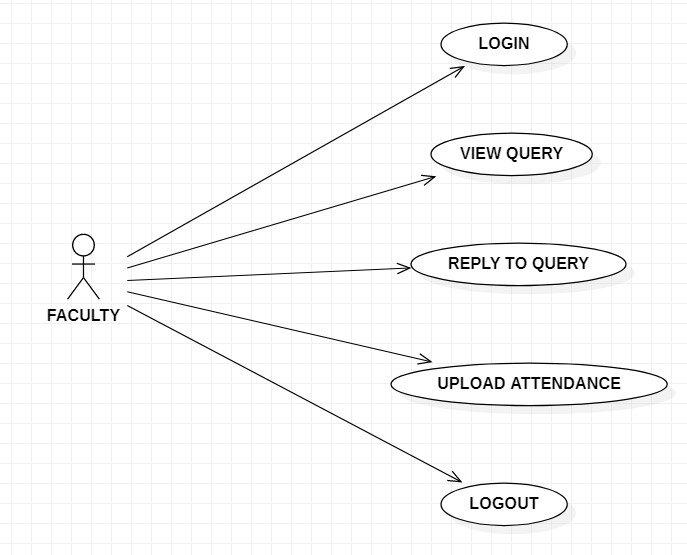 LOGIN
VIEW QUERY
REPLY TO QUERY
FACULTY
UPLOAD ATTENDANCE
LOGOUT